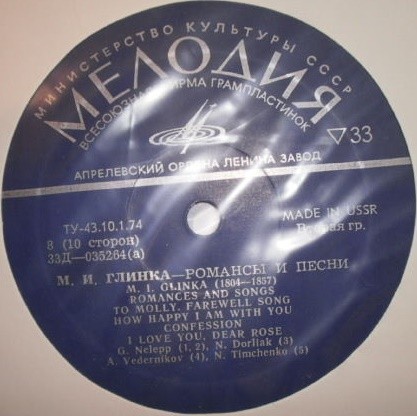 МИНИСТЕРСТВО КУЛЬТУРЫ СССР
МЕЛОДИЯ
ВСЕСОЮЗНАЯ ФИРМА ГРАМПЛАСТИНОК
▽33
АПРЕЛЕВСКИЙ ОРДЕНА ЛЕНИНА ЗАВОД
ТУ-43.10.1.74
MADE IN USSR
8 (10 сторон)
гр.
33Д—035264(а)
М. И. ГЛИНКА—РОМАНСЫ И ПЕСНИ
M. I. GLINKA (1804—1857)
ROMANCES AND SONGS
TO MOLLY. FAREWELL SONG
HOW HAPPY I AM WITH YOU
CONFESSION
I LOVE YOU, DEAR ROSE
G. Nelepp (1, 2), N. Dorliak (3)
A. Vedernikov (4), N. Timchenko (5)